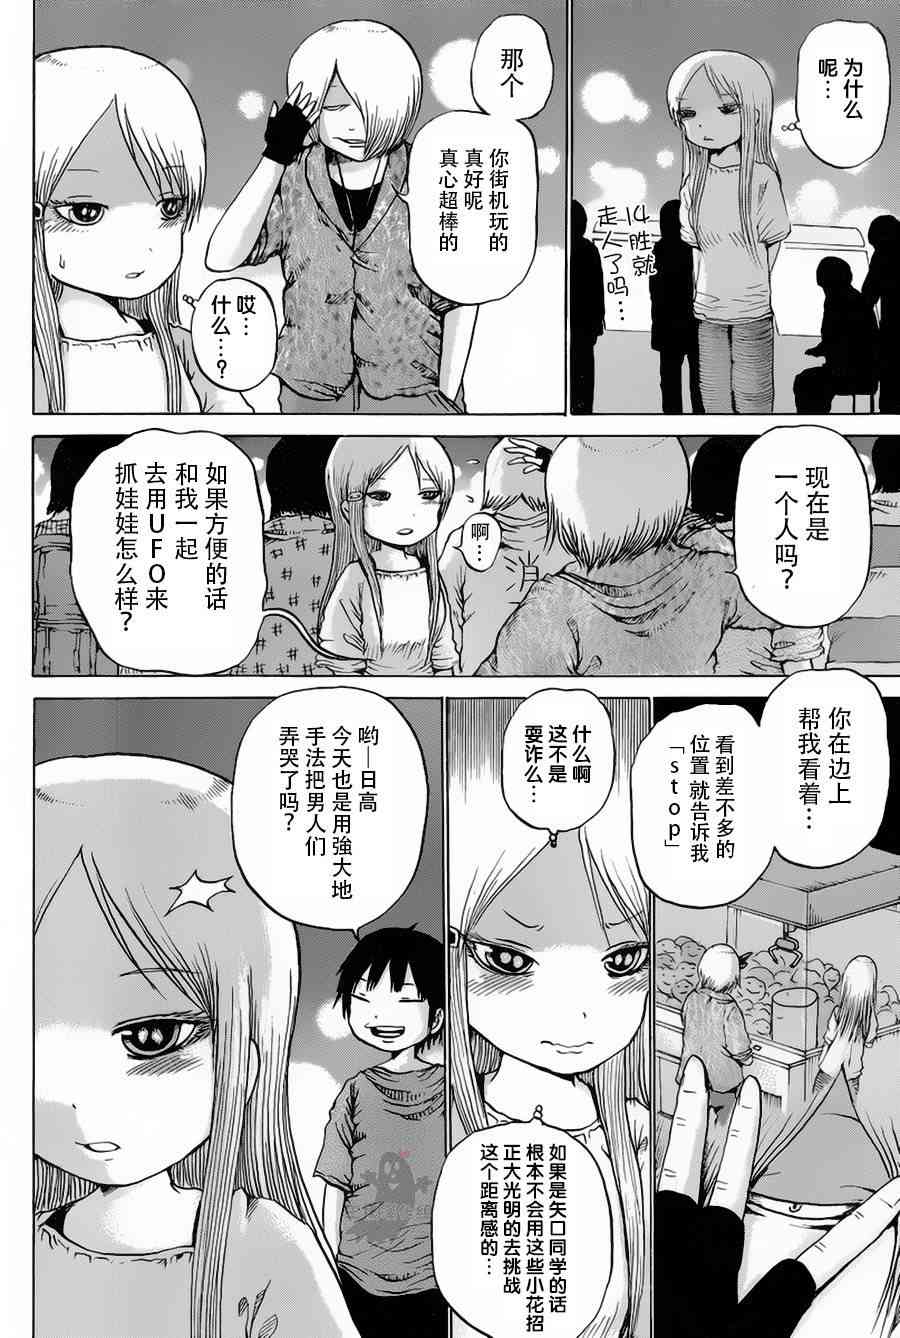 为什么
呢…
14胜就
走人了吗…
那个
你街机玩的
真好呢
真心超棒的
哎…
什么…?
现在是
一个人吗?
啊…
如果方便的话
和我一起
去用UFO来
抓娃娃怎么样?
你在边上
帮我看着…
看到差不多的
位置就告诉我
「stop」
什么啊
这不是
耍诈么…
如果是矢口同学的话
根本不会用这些小花招
正大光明的去挑战
这个距离感的…
哟—日高
今天也是用強大地
手法把男人们
弄哭了吗?